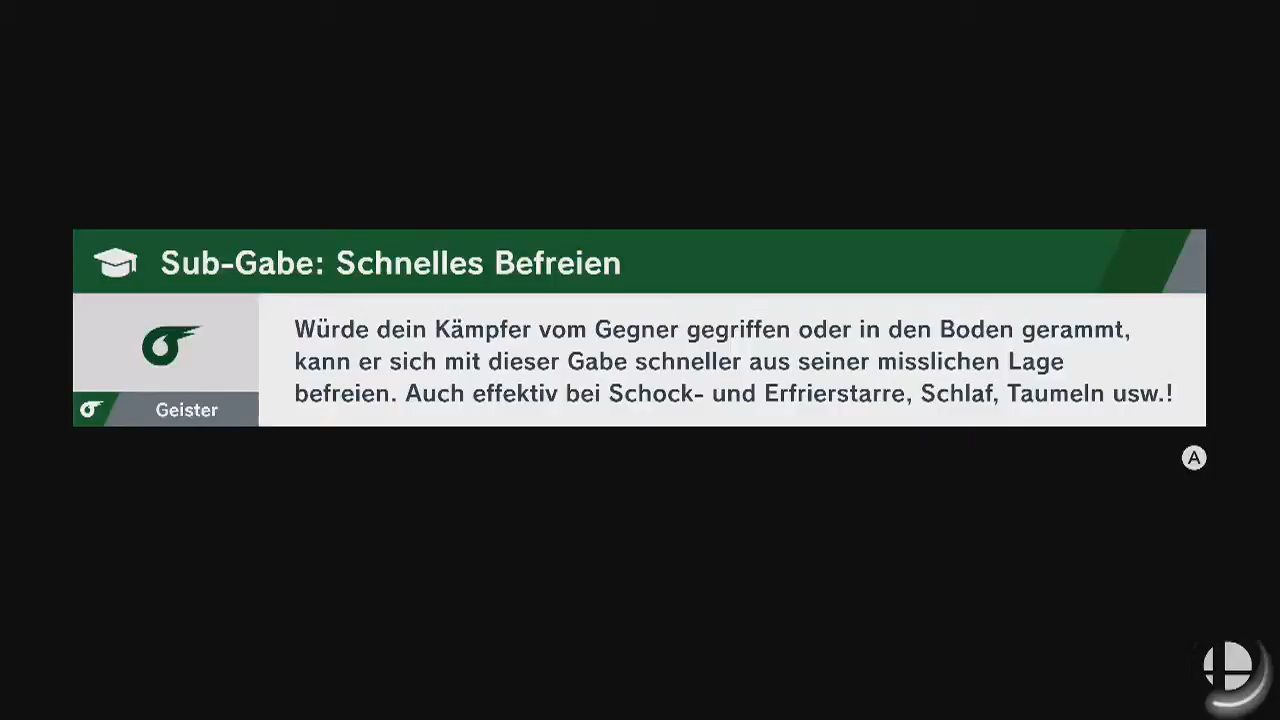 Sub-Gabe: Schnelles Befreien
Würde dein Kämpfer vom Gegner gegriffen oder in den Boden gerammt,
kann er sich mit dieser Gabe schneller aus seiner misslichen Lage
befreien. Auch effektiv bei Schock- und Erfrierstarre, Schlaf, Taumeln usw.!
Geister
A